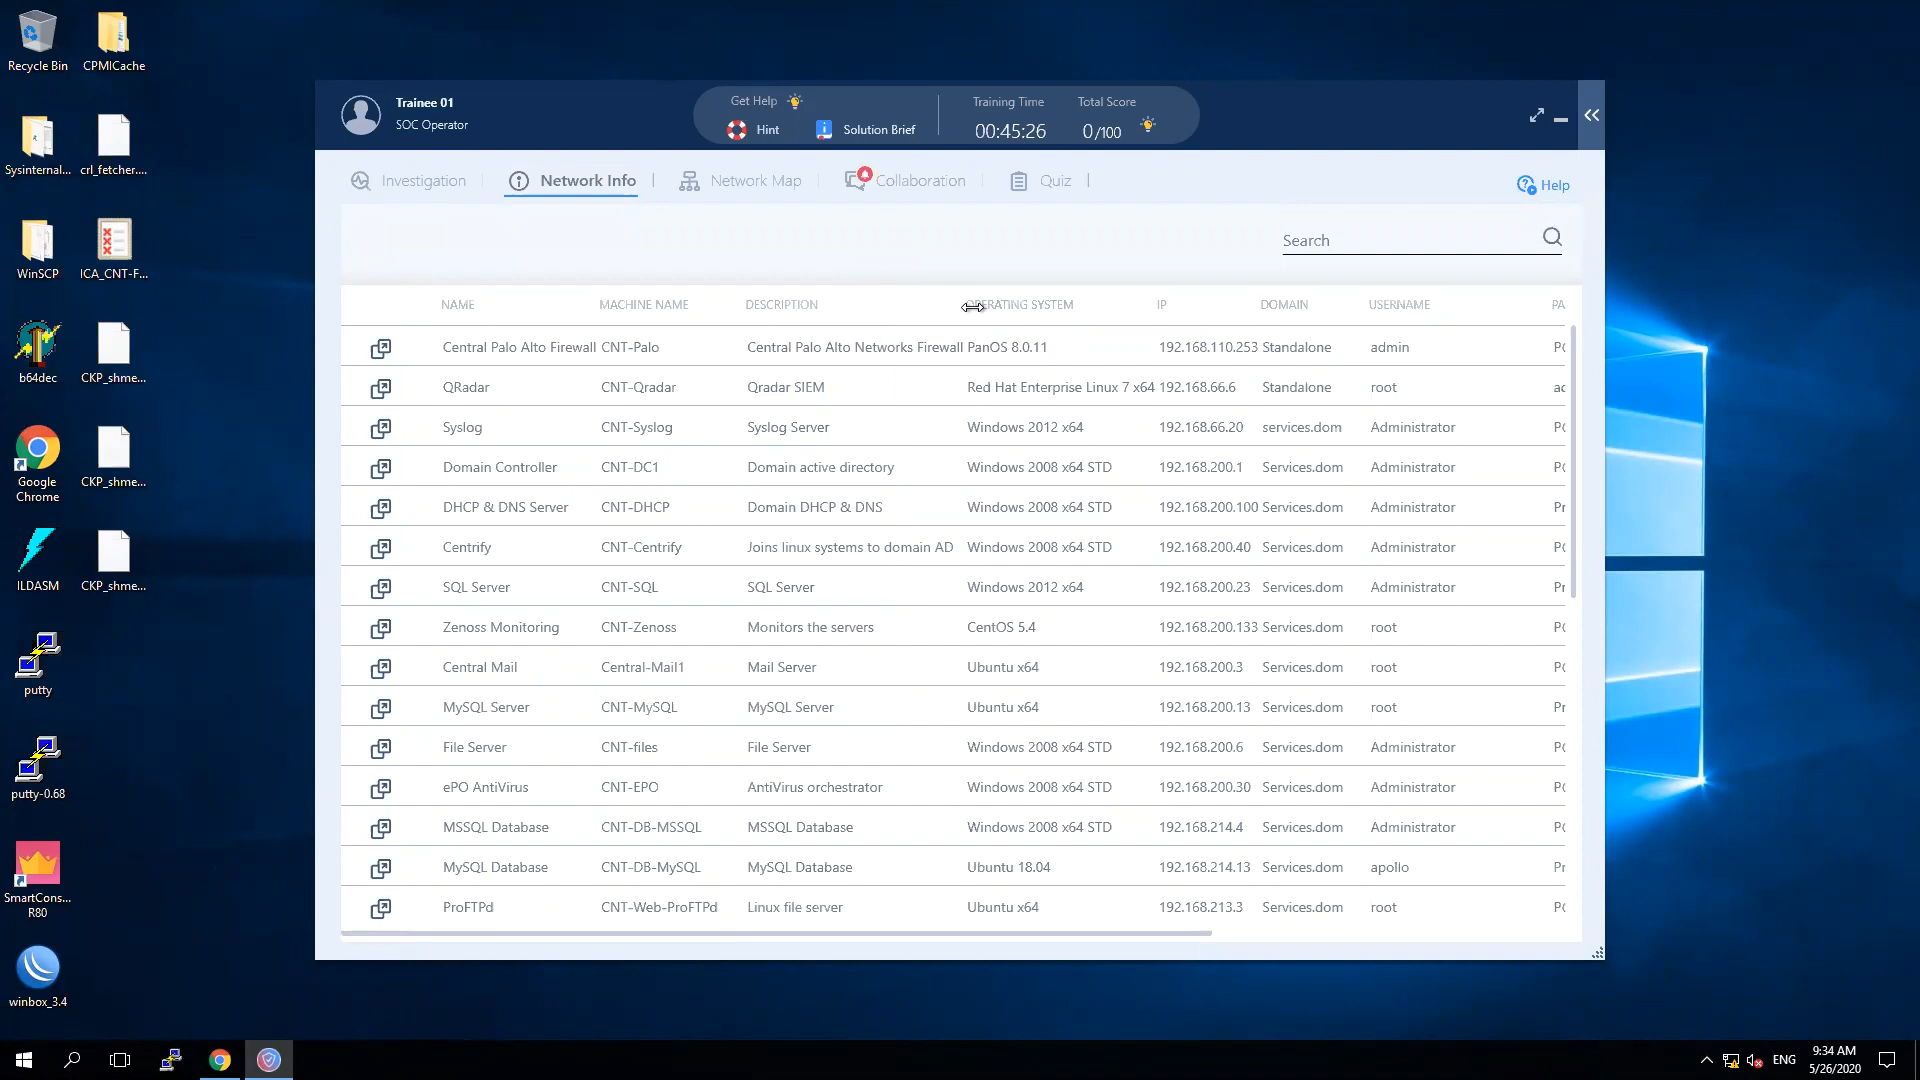 Recycle Bin
CPMICache
Sysinternal...
crl_fetcher....
WinSCP
ICA_CNT-F...
b64dec
CKP_shme...
Google
Chrome
CKP_shme...
ILDASM
CKP_shme...
putty
putty-0.68
SmartCons...
R80
winbox_3.4
Trainee 01
SOC Operator
Get Help
Hint
Solution Brief
Training Time
00:45:26
Total Score
0/100
Investigation
Network Info
Network Map
Collaboration
Quiz
Help
Search
NAME MACHINE NAME DESCRIPTION OPERATING SYSTEM IP DOMAIN USERNAME PA
Central Palo Alto Firewall CNT-Palo Central Palo Alto Networks Firewall PanOS 8.0.11 192.168.110.253 Standalone admin
QRadar CNT-Qradar Qradar SIEM Red Hat Enterprise Linux 7 x64 192.168.66.6 Standalone root
Syslog CNT-Syslog Syslog Server Windows 2012 x64 192.168.66.20 services.dom Administrator
Domain Controller CNT-DC1 Domain active directory Windows 2008 x64 STD 192.168.200.1 Services.dom Administrator
DHCP & DNS Server CNT-DHCP Domain DHCP & DNS Windows 2008 x64 STD 192.168.200.100 Services.dom Administrator
Centrify CNT-Centrify Joins linux systems to domain AD Windows 2008 x64 STD 192.168.200.40 Services.dom Administrator
SQL Server CNT-SQL SQL Server Windows 2012 x64 192.168.200.23 Services.dom Administrator
Zenoss Monitoring CNT-Zenoss Monitors the servers CentOS 5.4 192.168.200.133 Services.dom root
Central Mail Central-Mail1 Mail Server Ubuntu x64 192.168.200.3 Services.dom root
MySQL Server CNT-MySQL MySQL Server Ubuntu x64 192.168.200.13 Services.dom root
File Server CNT-files File Server Windows 2008 x64 STD 192.168.200.6 Services.dom Administrator
ePO AntiVirus CNT-EPO AntiVirus orchestrator Windows 2008 x64 STD 192.168.200.30 Services.dom Administrator
MSSQL Database CNT-DB-MSSQL MSSQL Database Windows 2008 x64 STD 192.168.214.4 Services.dom Administrator
MySQL Database CNT-DB-MySQL MySQL Database Ubuntu 18.04 192.168.214.13 Services.dom apollo
ProFTPd CNT-Web-ProFTPd Linux file server Ubuntu x64 192.168.213.3 Services.dom root
ENG
9:34 AM
5/26/2020